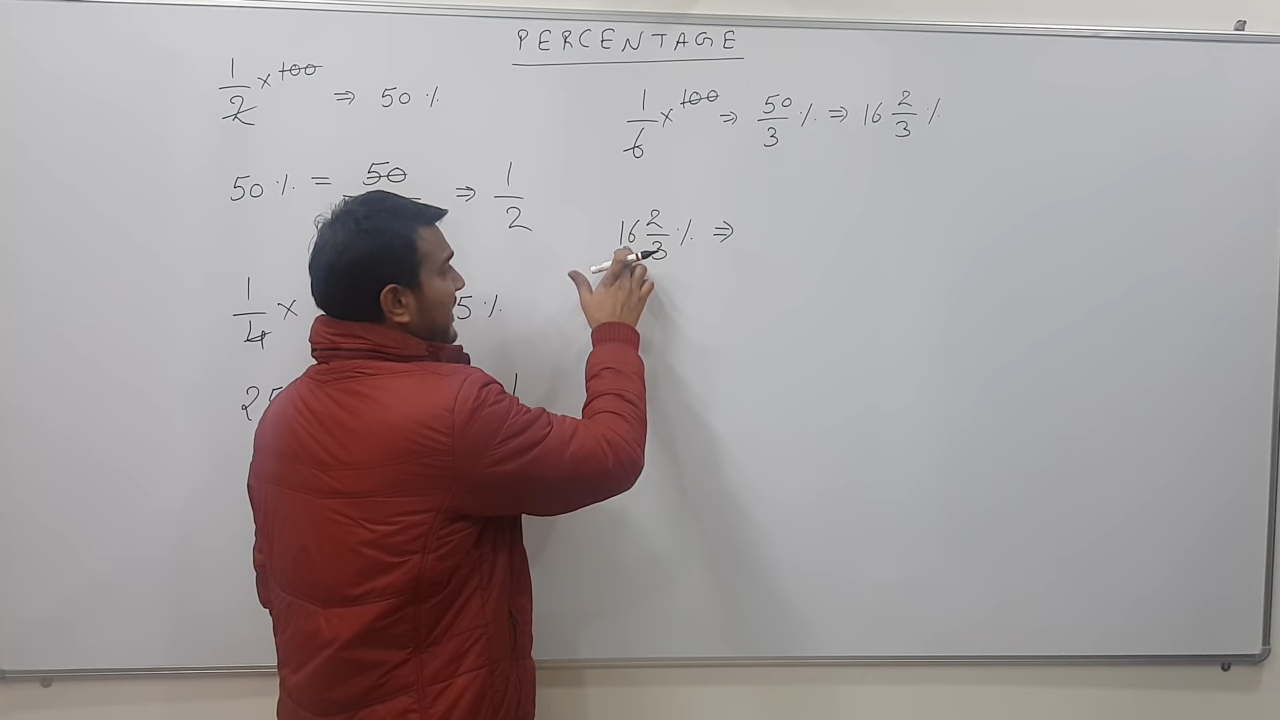 PERCENTAGE
1/2 × 100 ⇒ 50 %
50 % = 50 ⇒ 1/2
1/4 × 5 %
25
1/6 × 100 ⇒ 50/3 % ⇒ 16 2/3 %
16 2/3 % ⇒